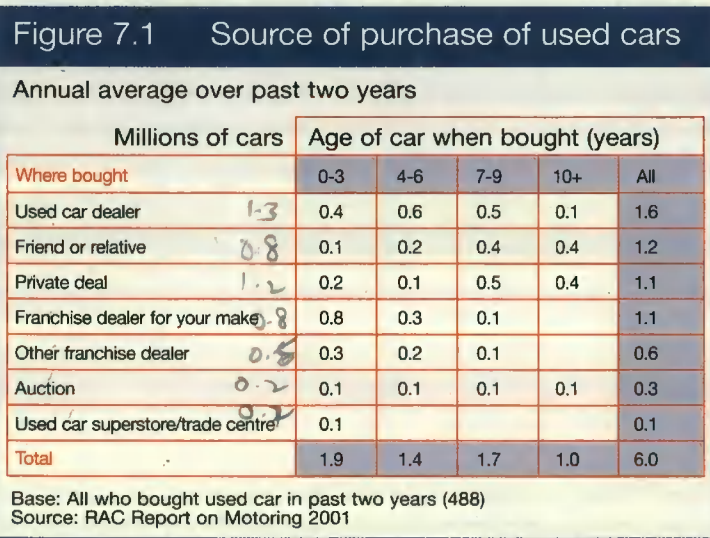 Figure 7.1 Source of purchase of used cars
Annual average over past two years
Millions of cars Age of car when bought (years)
Where bought 0-3 4-6 7-9 10+ All
Used car dealer 1.3 0.4 0.6 0.5 0.1 1.6
Friend or relative 0.8 0.1 0.2 0.4 0.4 1.2
Private deal 1.2 0.2 0.1 0.5 0.4 1.1
Franchise dealer for your make 0.8 0.8 0.3 0.1 1.1
Other franchise dealer 0.3 0.2 0.1 0.6
Auction 0.2 0.1 0.1 0.1 0.1 0.3
Used car superstore/trade centre 0.2 0.1 0.1
Total 1.9 1.4 1.7 1.0 6.0
Base: All who bought used car in past two years (488)
Source: RAC Report on Motoring 2001